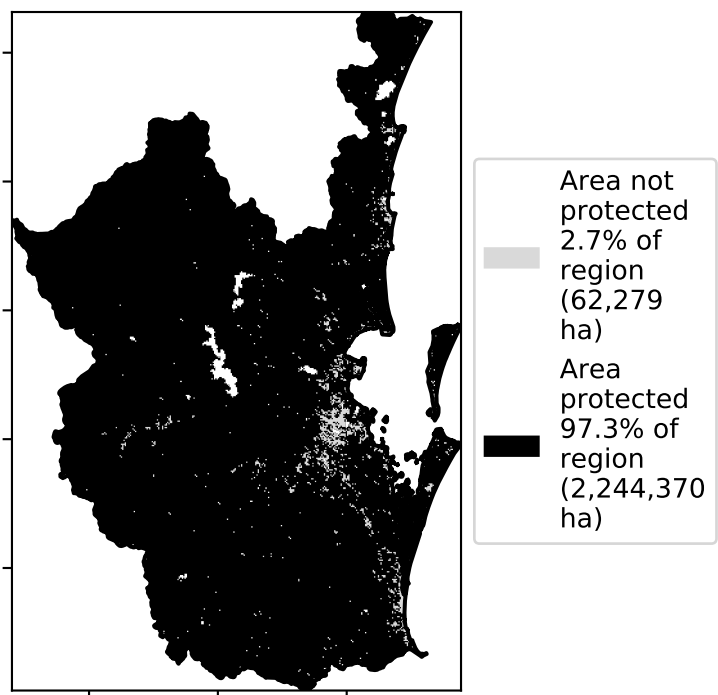 Area not
protected
2.7% of
region
(62,279
ha)
Area
protected
97.3% of
region
(2,244,370
ha)